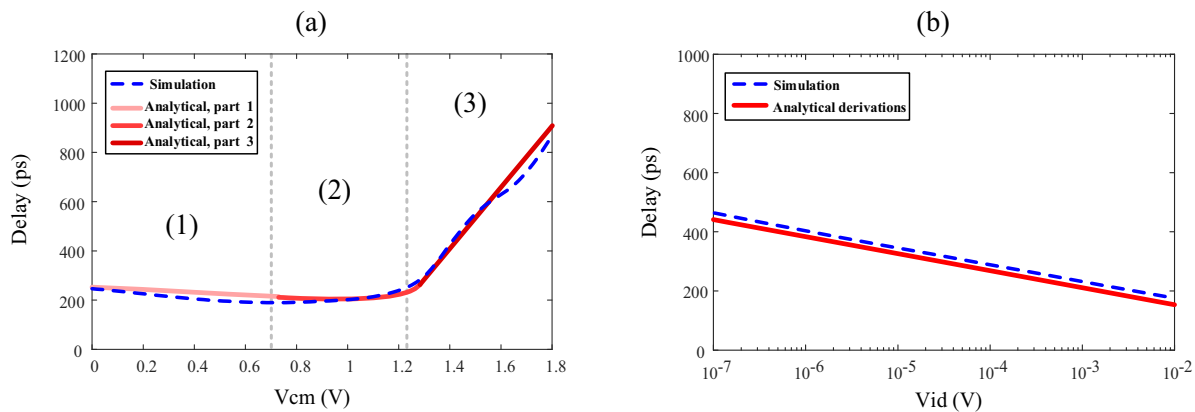 (a)
1200
1000
800
600
400
200
0
Delay (ps)
Simulation
Analytical, part 1
Analytical, part 2
Analytical, part 3
(1)
(2)
(3)
0 0.2 0.4 0.6 0.8 1 1.2 1.4 1.6 1.8
Vcm (V)
(b)
1000
800
600
400
200
0
Delay (ps)
Simulation
Analytical derivations
10^-7 10^-6 10^-5 10^-4 10^-3 10^-2
Vid (V)